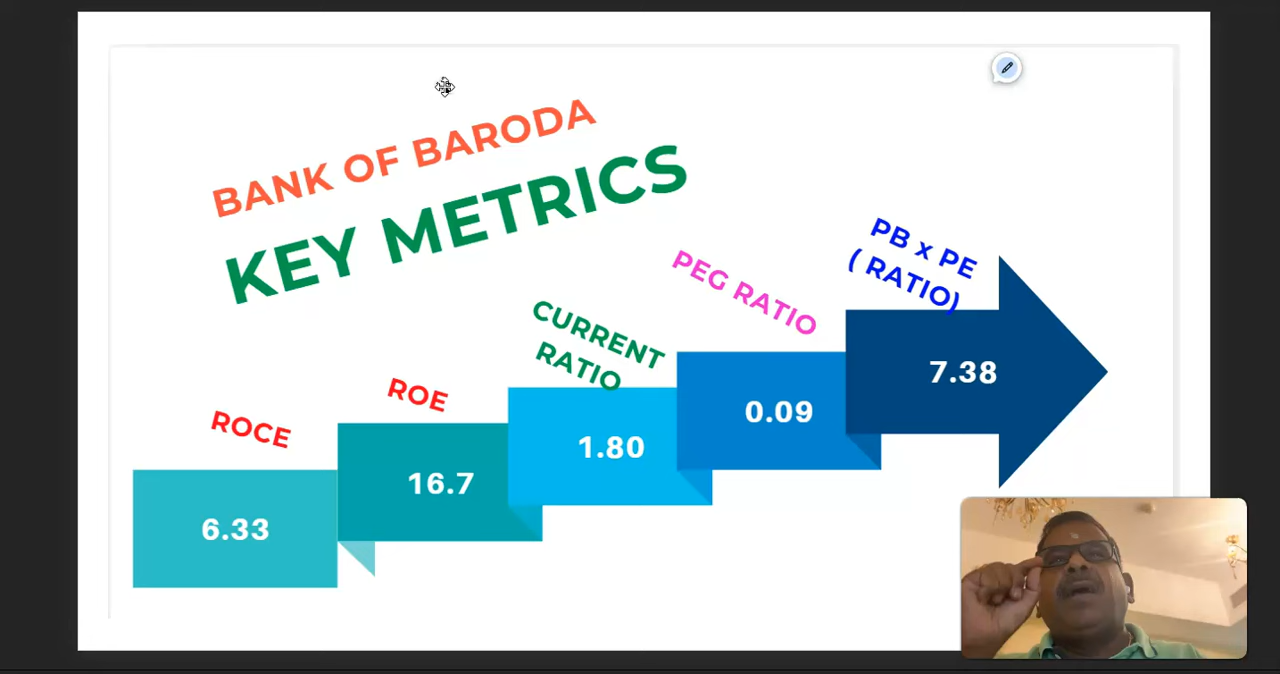 BANK OF BARODA
KEY METRICS
PB x PE
( RATIO)
PEG RATIO
CURRENT
RATIO
ROE
ROCE
7.38
0.09
1.80
16.7
6.33